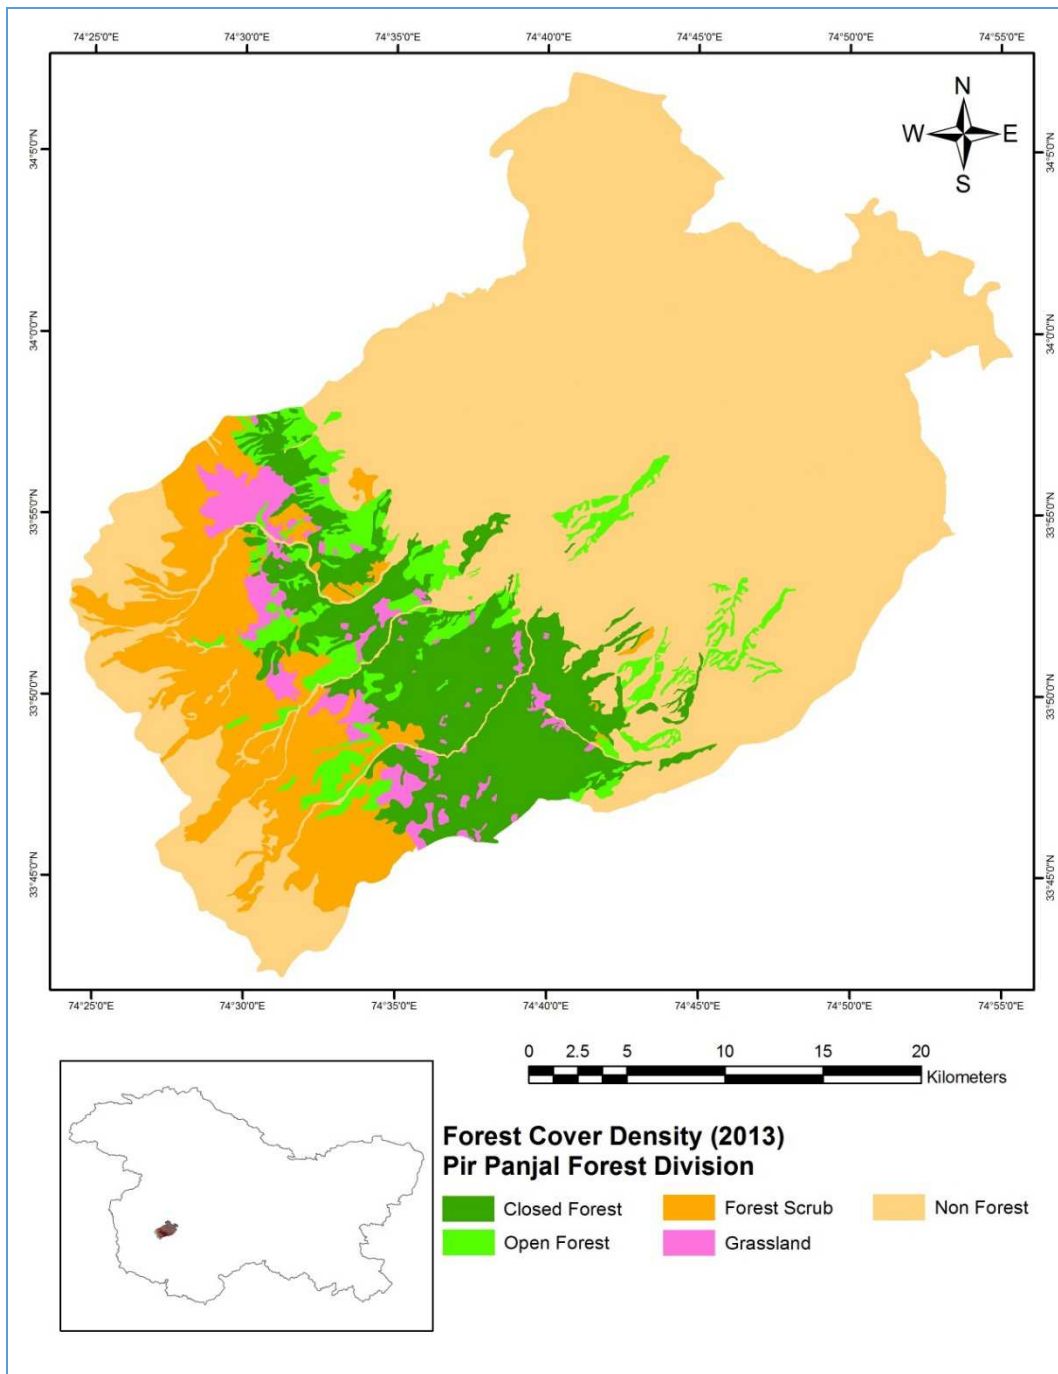 74°25'0"E 74°30'0"E 74°35'0"E 74°40'0"E 74°45'0"E 74°50'0"E 74°55'0"E
N
W E
S
34°5'0"N 34°5'0"N
34°0'0"N 34°0'0"N
33°55'0"N 33°55'0"N
33°50'0"N 33°50'0"N
33°45'0"N 33°45'0"N
74°25'0"E 74°30'0"E 74°35'0"E 74°40'0"E 74°45'0"E 74°50'0"E 74°55'0"E
0 2.5 5 10 15 20
Kilometers
Forest Cover Density (2013)
Pir Panjal Forest Division
Closed Forest Forest Scrub Non Forest
Open Forest Grassland